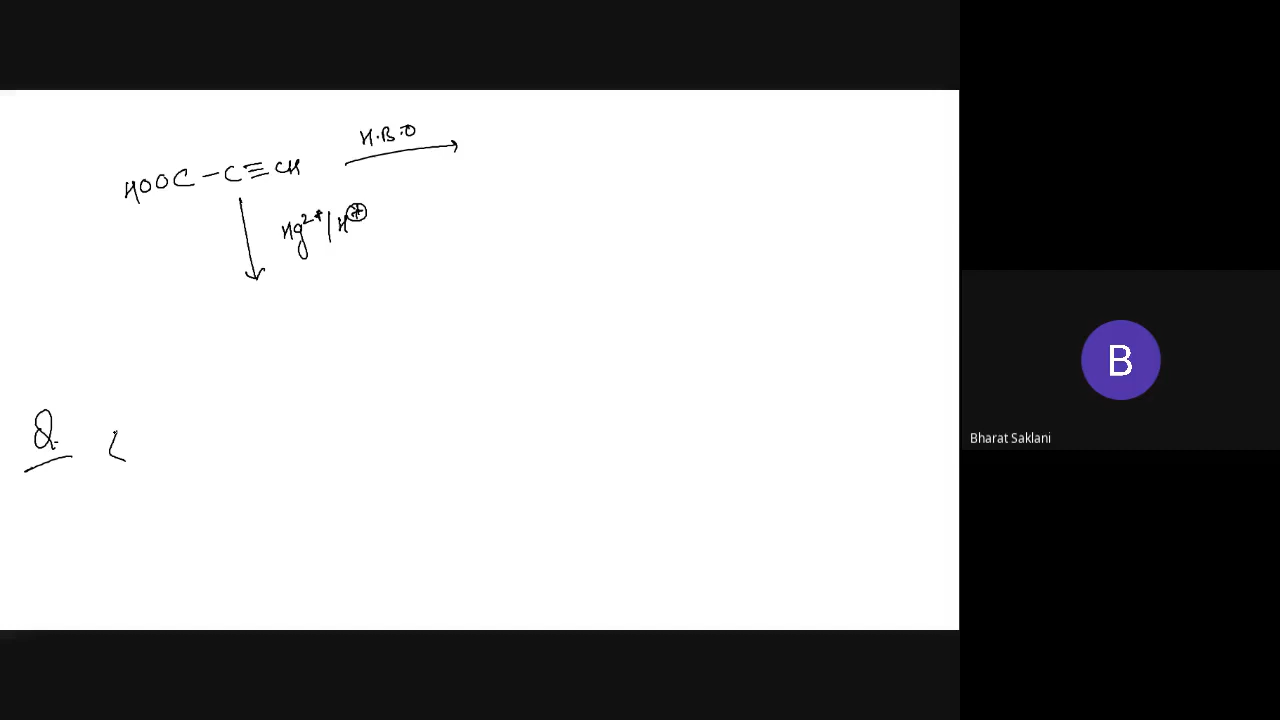 H.B.O
HOOC-C≡CH
Hg²⁺/H⊕
B
Bharat Saklani
Q.